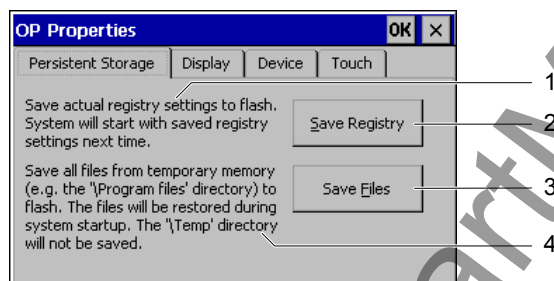 OP Properties OK ×
Persistent Storage Display Device Touch
Save actual registry settings to flash.
System will start with saved registry
settings next time.
Save Registry
Save all files from temporary memory
(e.g. the '\Program files' directory) to
flash. The files will be restored during
system startup. The '\Temp' directory
will not be saved.
Save Files
1
2
3
4